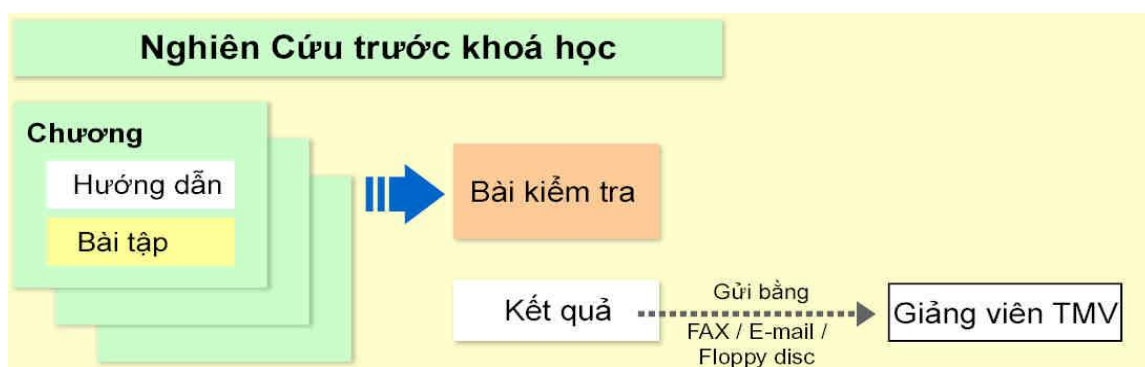 Nghiên Cứu trước khoá học
Chương
Hướng dẫn
Bài tập
Bài kiểm tra
Kết quả
Gửi bằng
FAX / E-mail /
Floppy disc
Giảng viên TMV